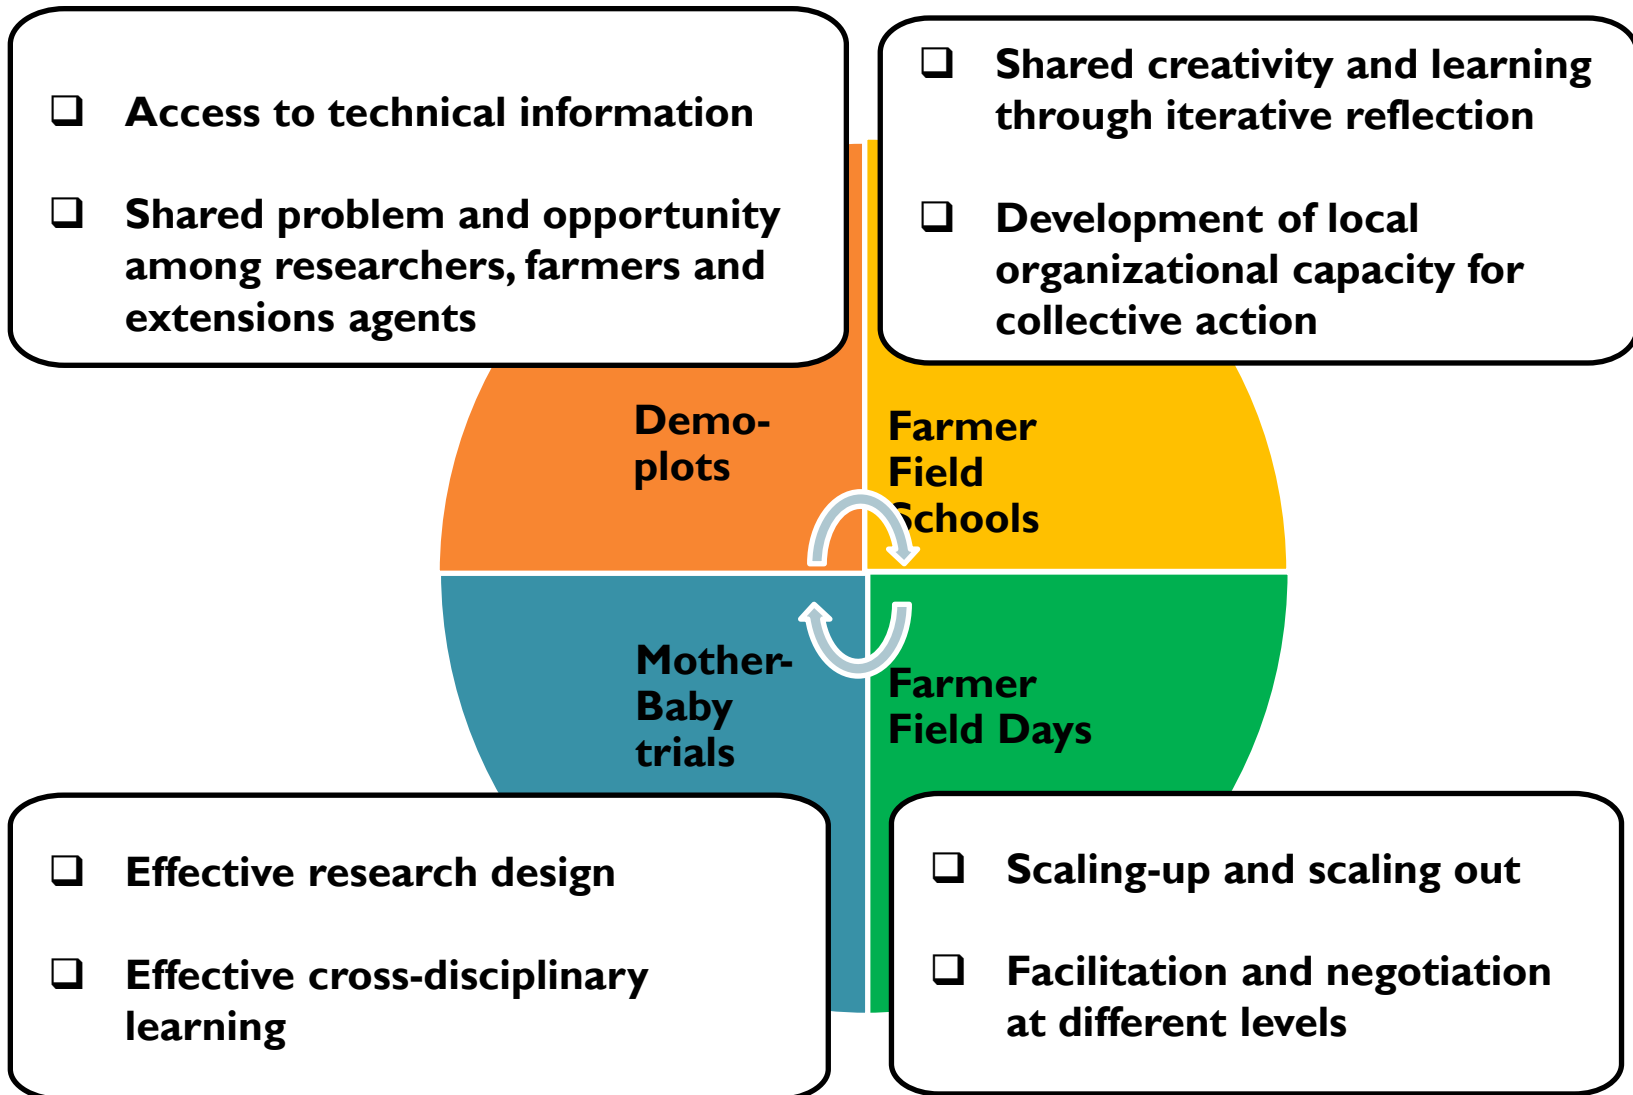 Access to technical information
Shared problem and opportunity
among researchers, farmers and
extensions agents
Shared creativity and learning
through iterative reflection
Development of local
organizational capacity for
collective action
Demo-
plots
Farmer
Field
Schools
Mother-
Baby
trials
Farmer
Field Days
Effective research design
Effective cross-disciplinary
learning
Scaling-up and scaling out
Facilitation and negotiation
at different levels